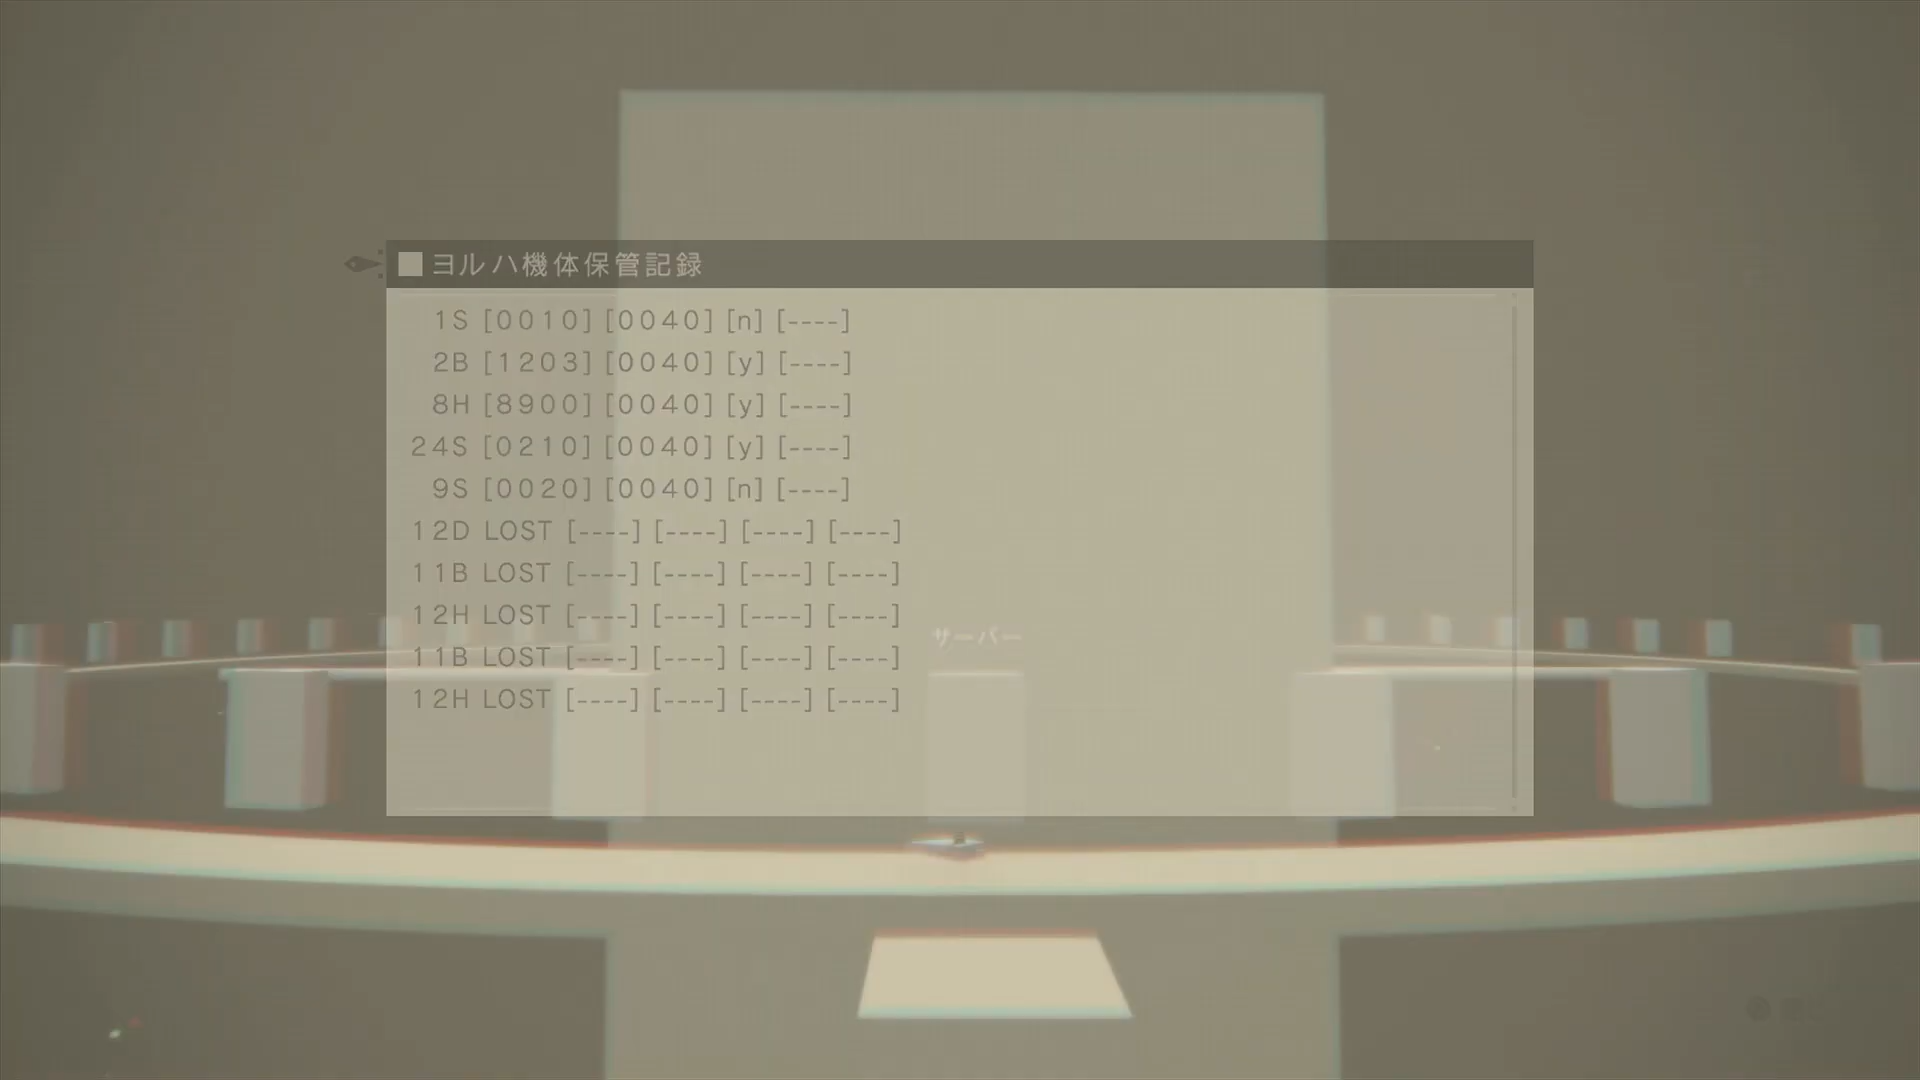 ヨルハ機体保管記録
1S [0010] [0040] [n] [----]
2B [1203] [0040] [y] [----]
8H [8900] [0040] [y] [----]
24S [0210] [0040] [y] [----]
9S [0020] [0040] [n] [----]
12D LOST [----] [----] [----] [----]
11B LOST [----] [----] [----] [----]
12H LOST [----] [----] [----] [----]
11B LOST [----] [----] [----] [----]
12H LOST [----] [----] [----] [----]
サーバー